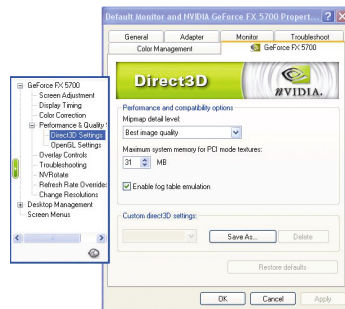 Default Monitor and NVIDIA GeForce FX 5700 Propert...
General
Adapter
Monitor
Troubleshoot
Color Management
GeForce FX 5700
Direct3D
NVIDIA.
GeForce FX 5700
Screen Adjustment
Display Timing
Color Correction
Performance & Quality S
Direct3D Settings
OpenGL Settings
Overlay Controls
Troubleshooting
NVRotate
Refresh Rate Overrides
Change Resolutions
Desktop Management
Screen Menus
Performance and compatibility options
Mipmap detail level:
Best image quality
Maximum system memory for PCI mode textures:
31 MB
Enable fog table emulation
Custom direct3D settings:
Save As...
Delete
Restore defaults
OK
Cancel
Apply